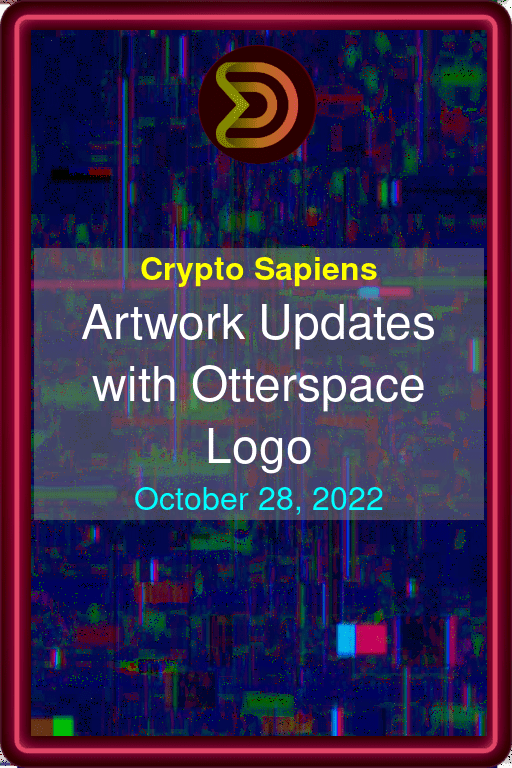 Crypto Sapiens
Artwork Updates
with Otterspace
Logo
October 28, 2022